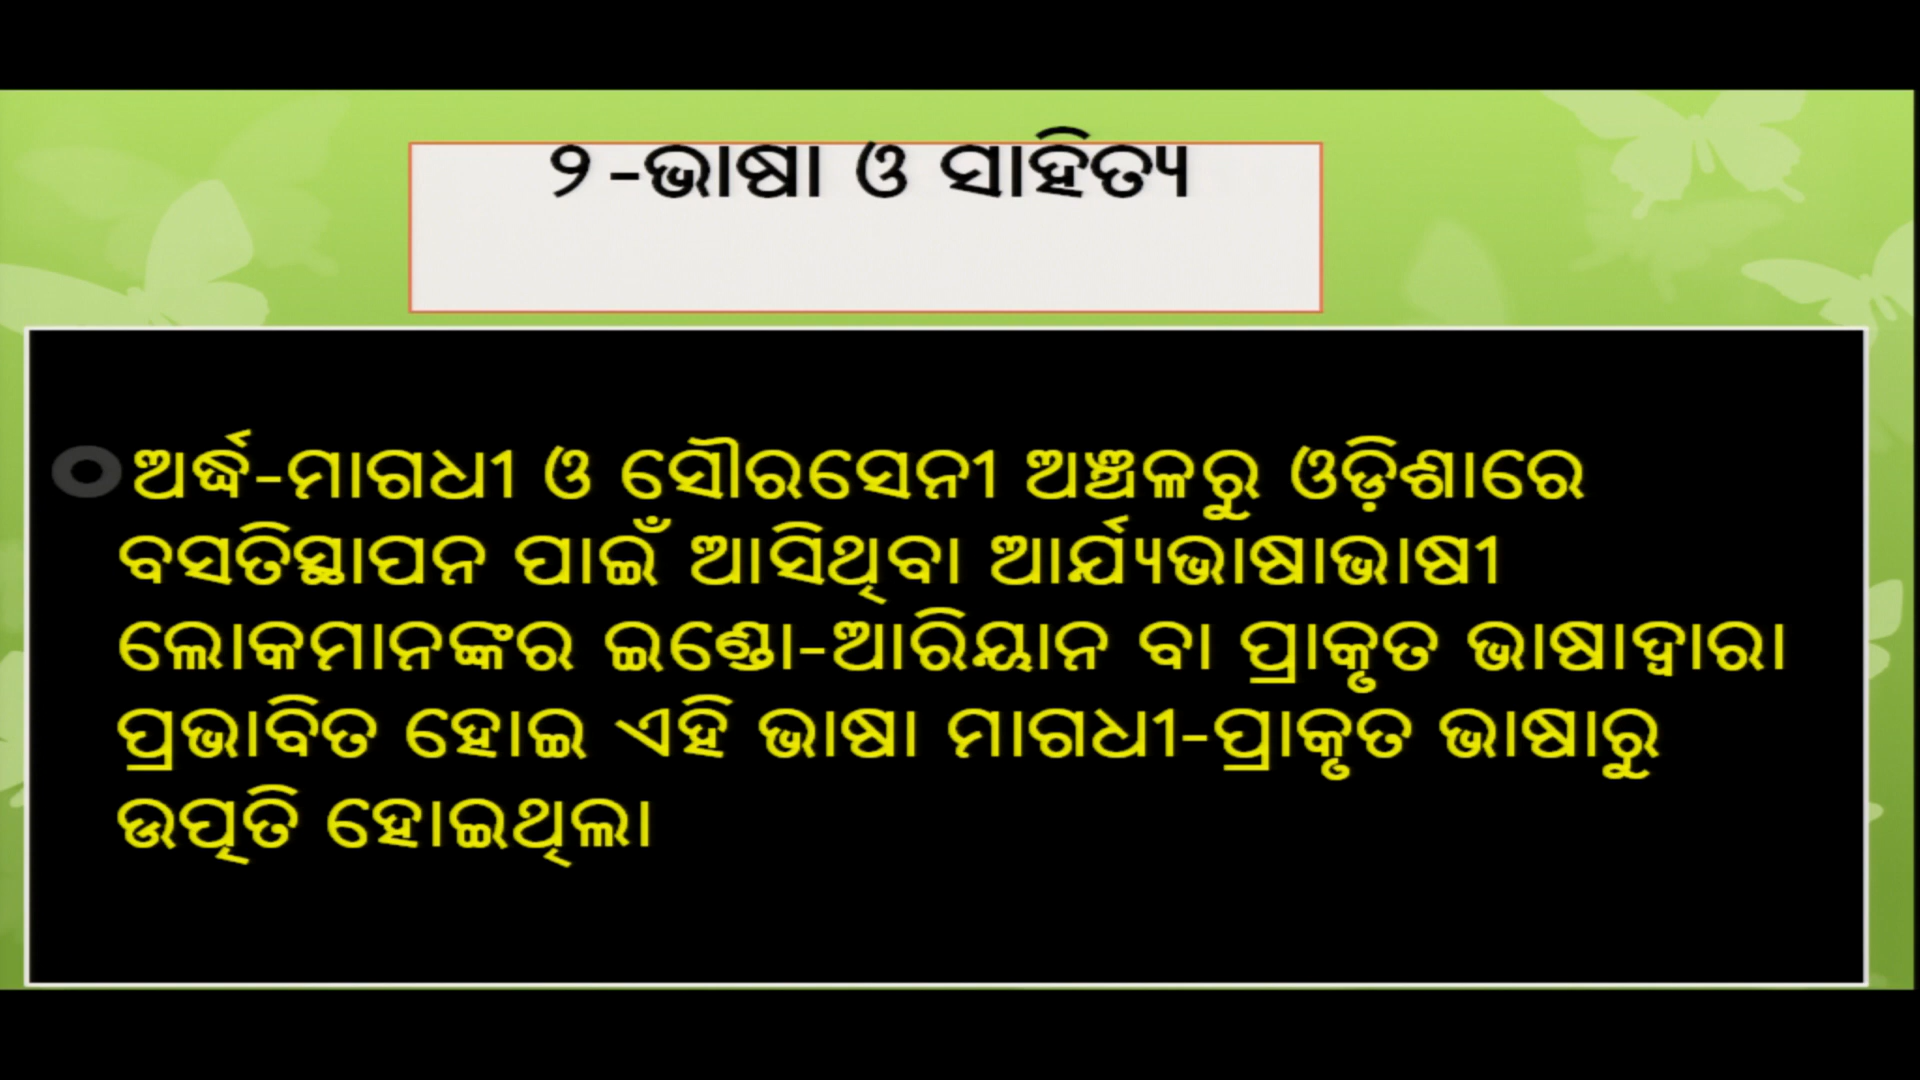 ୨ -ଭାଷା ଓ ସାହିତ୍ୟ
ଅର୍ଦ୍ଧ-ମାଗଧୀ ଓ ସୌରସେନୀ ଅଞ୍ଚଳରୁ ଓଡ଼ିଶାରେ
ବସତିସ୍ଥାପନ ପାଇଁ ଆସିଥିବା ଆର୍ଯ୍ୟଭାଷାଭାଷୀ
ଲୋକମାନଙ୍କର ଇଣ୍ଡୋ-ଆରିୟାନ ବା ପ୍ରାକୃତ ଭାଷାଦ୍ୱାରା
ପ୍ରଭାବିତ ହୋଇ ଏହି ଭାଷା ମାଗଧୀ-ପ୍ରାକୃତ ଭାଷାରୁ
ଉତ୍ପତି ହୋଇଥିଲା